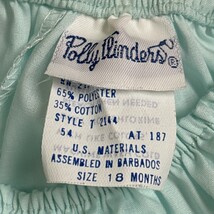 Polly Flinders ®
65% POLYESTER
35% COTTON
STYLE T 2144
54 AT 187
U.S. MATERIALS
ASSEMBLED IN BARBADOS
SIZE 18 MONTHS